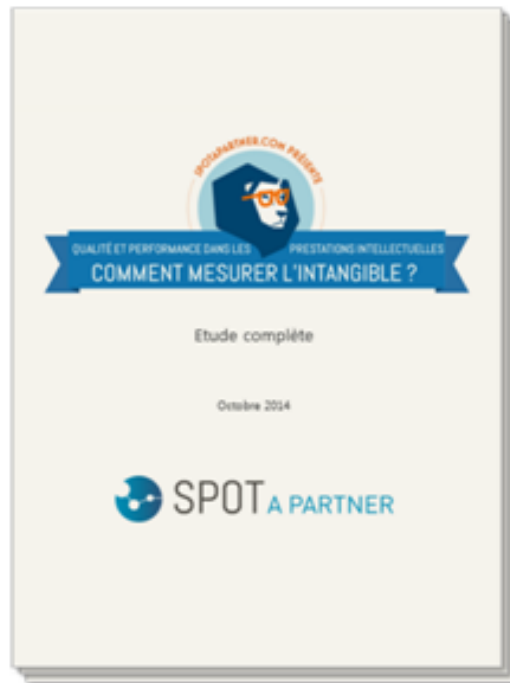 SPOTAPARTNER.COM PRÉSENTE
QUALITÉ ET PERFORMANCE DANS LES PRESTATIONS INTELLECTUELLES
COMMENT MESURER L'INTANGIBLE ?
Etude complète
Octobre 2014
SPOT A PARTNER